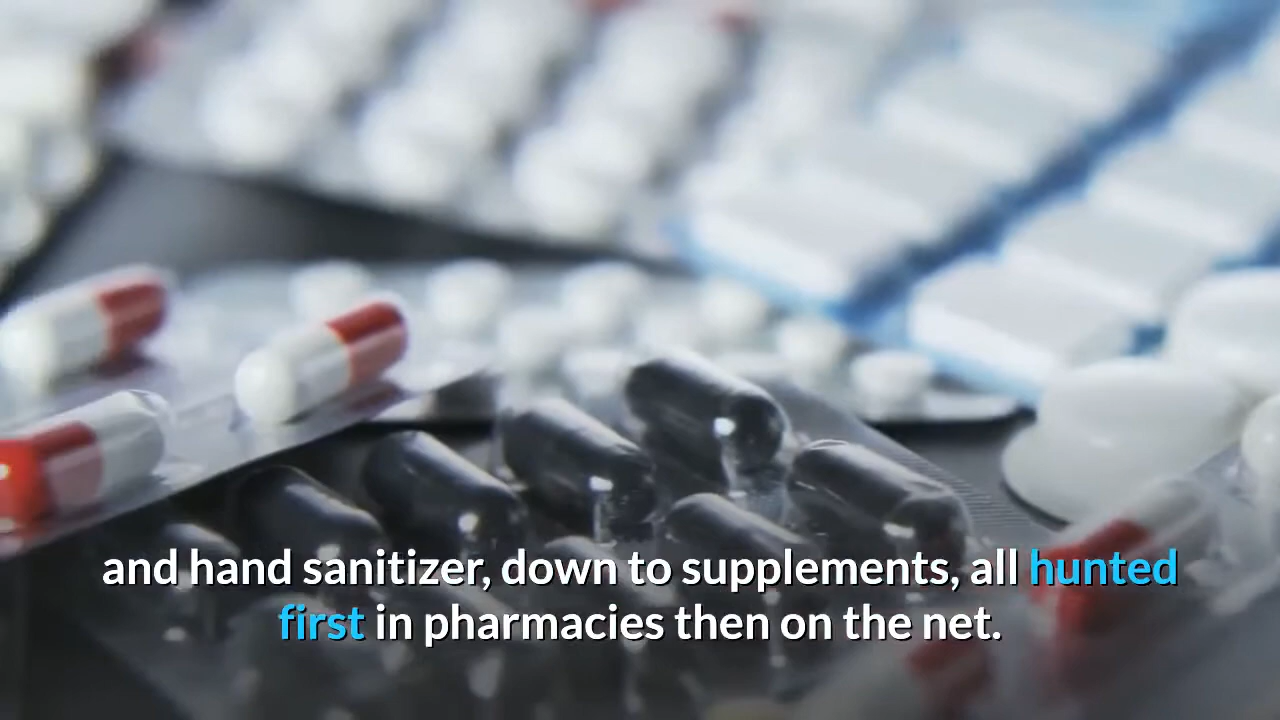 and hand sanitizer, down to supplements, all hunted
first in pharmacies then on the net.